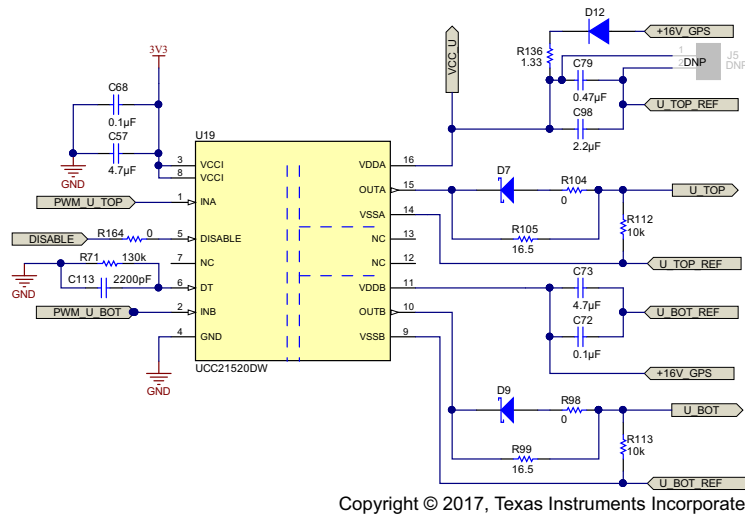 D12
+16V_GPS
R136
1.33
VCC_U
1
2
DNP
J5
DNP
3V3
C79
0.47µF
C68
0.1µF
U_TOP_REF
C98
2.2µF
C57
4.7µF
U19
GND
3 VCCI
8 VCCI
VDDA 16
D7
R104
0
U_TOP
PWM_U_TOP
1 INA
OUTA 15
VSSA 14
R105
16.5
R112
10k
DISABLE
R164 0
5 DISABLE
NC 13
R71 130k
7 NC
NC 12
U_TOP_REF
GND
C113 2200pF
6 DT
VDDB 11
C73
4.7µF
PWM_U_BOT
2 INB
OUTB 10
U_BOT_REF
C72
0.1µF
4 GND
VSSB 9
UCC21520DW
+16V_GPS
GND
D9
R98
0
U_BOT
R99
16.5
R113
10k
U_BOT_REF
Copyright © 2017, Texas Instruments Incorporate